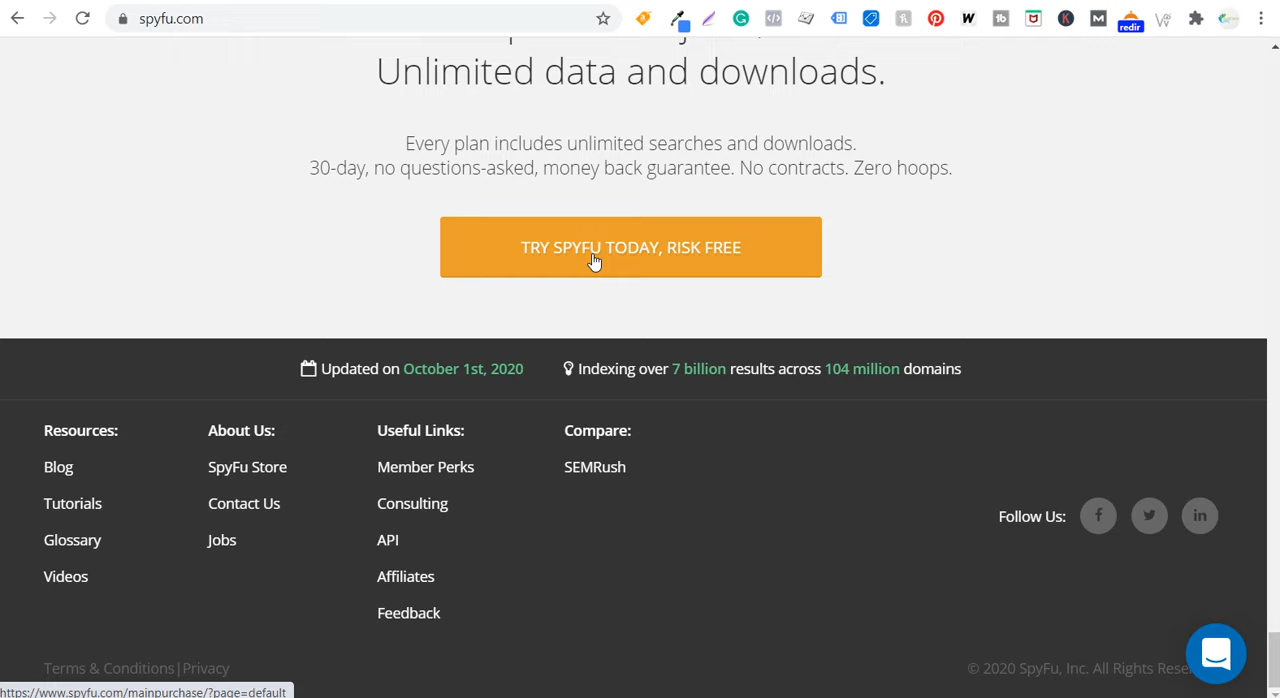 spyfu.com
redir
Unlimited data and downloads.
Every plan includes unlimited searches and downloads.
30-day, no questions-asked, money back guarantee. No contracts. Zero hoops.
TRY SPYFU TODAY, RISK FREE
Updated on October 1st, 2020 Indexing over 7 billion results across 104 million domains
Resources: About Us: Useful Links: Compare:
Blog SpyFu Store Member Perks SEMRush
Tutorials Contact Us Consulting
Follow Us:
Glossary Jobs API
Videos Affiliates
Feedback
Terms & Conditions|Privacy © 2020 SpyFu, Inc. All Rights Rese
https://www.spyfu.com/mainpurchase/?page=default